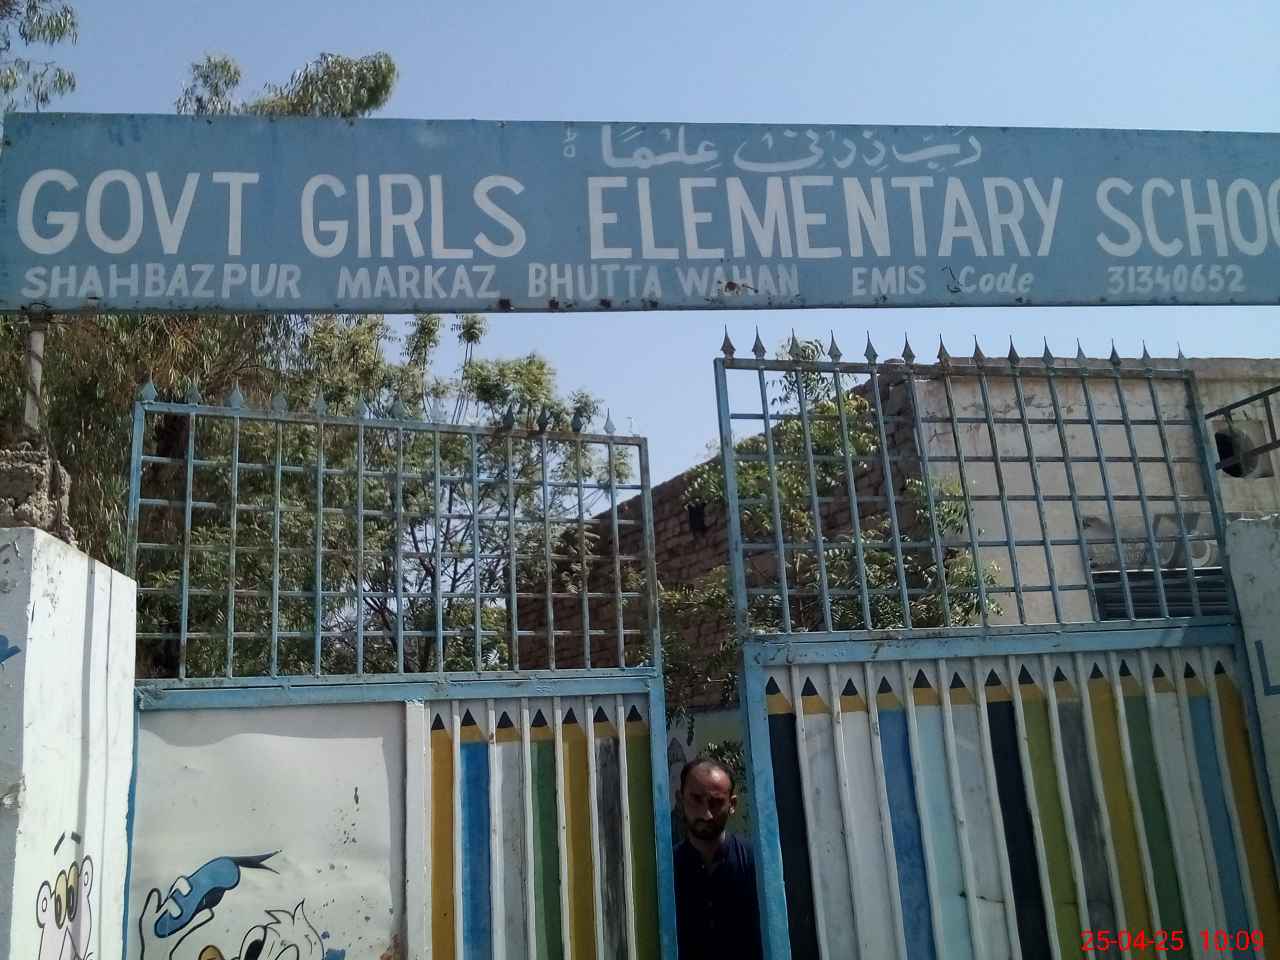 رَبِّ زِدْنِی عِلْمًا
GOVT GIRLS ELEMENTARY SCHOO
SHAHBAZPUR MARKAZ BHUTTA WAHAN EMIS Code 31340652
25-04-25 10:09